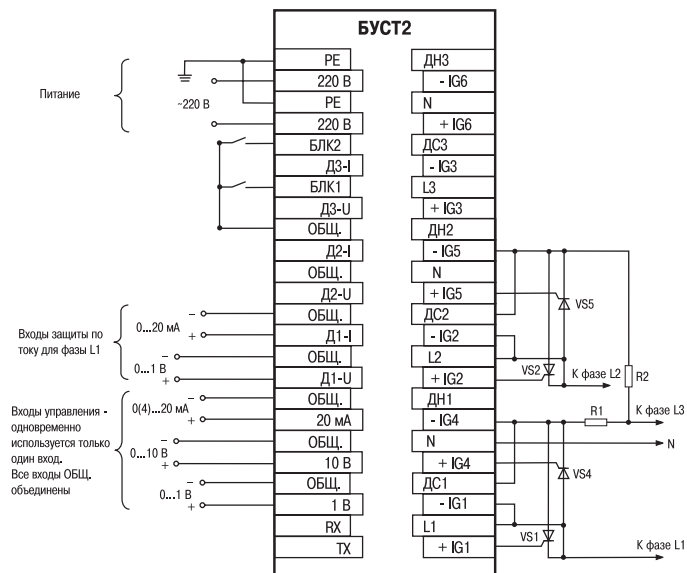 БУСТ2
PE
220 В
PE
220 В
БЛК2
Д3-I
БЛК1
Д3-U
ОБЩ.
Д2-I
ОБЩ.
Д2-U
ОБЩ.
Д1-I
ОБЩ.
Д1-U
ОБЩ.
20 мА
ОБЩ.
10 В
ОБЩ.
1 В
RX
TX
ДН3
- IG6
N
+ IG6
ДС3
- IG3
L3
+ IG3
ДН2
- IG5
N
+ IG5
ДС2
- IG2
L2
+ IG2
ДН1
- IG4
N
+ IG4
ДС1
- IG1
L1
+ IG1
Питание
~220 В
Входы защиты по
току для фазы L1
−
0...20 мА
+
−
0...1 В
+
Входы управления -
одновременно
используется только
один вход.
Все входы ОБЩ.
объединены
−
0(4)...20 мА
+
−
0...10 В
+
−
0...1 В
+
VS5
VS2
К фазе L2
R2
R1
К фазе L3
N
VS4
VS1
К фазе L1